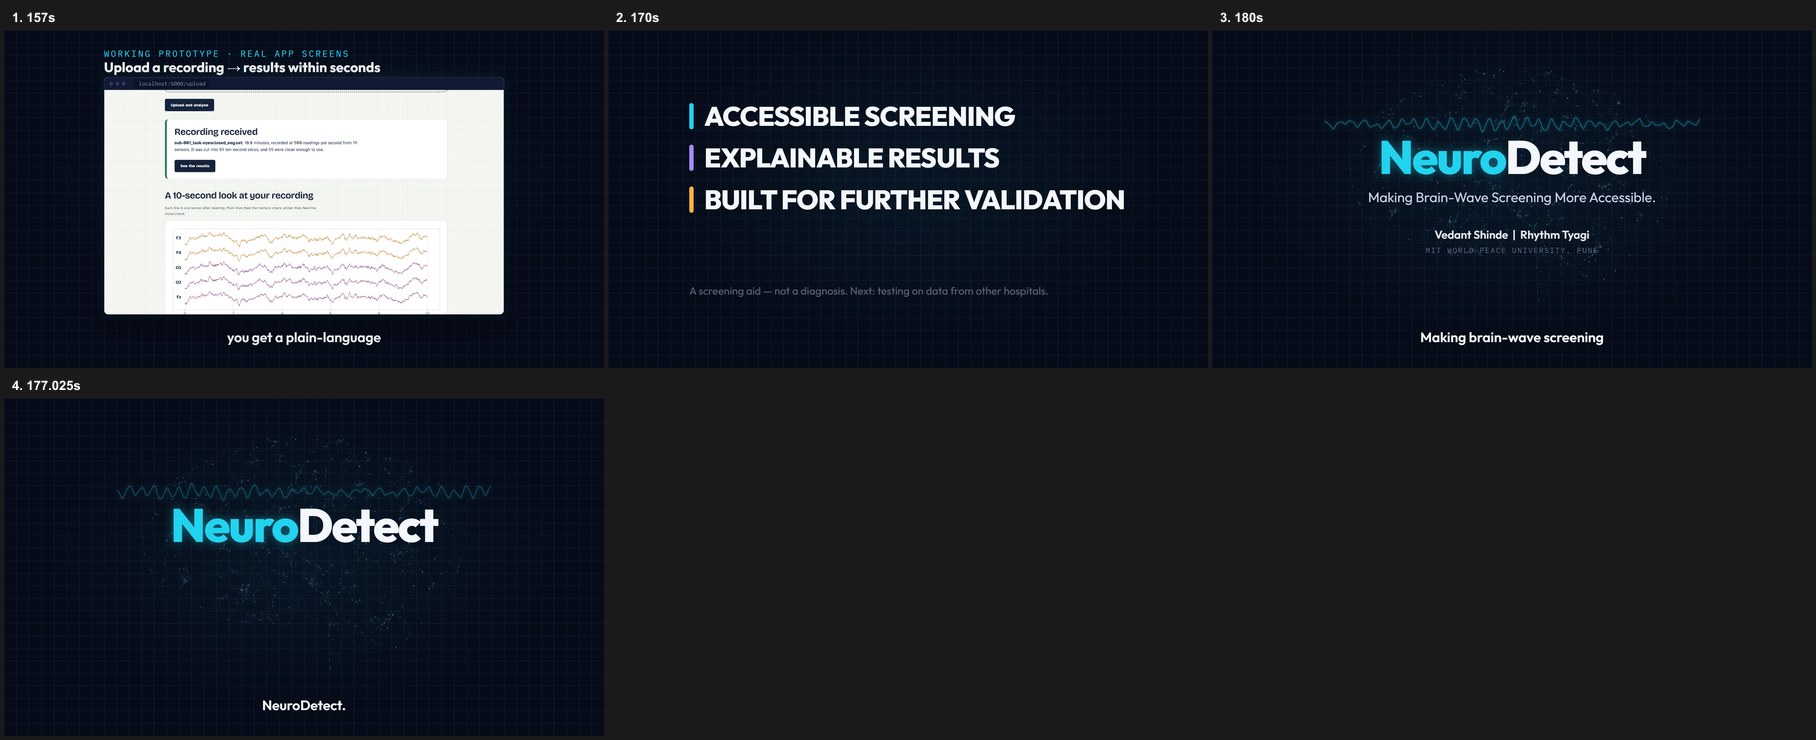 1. 157s
WORKING PROTOTYPE · REAL APP SCREENS
Upload a recording → results within seconds
localhost:5000/upload
Upload and analyse
Recording received
See the results
A 10-second look at your recording
F3
F4
O1
O2
Fz
you get a plain-language
2. 170s
ACCESSIBLE SCREENING
EXPLAINABLE RESULTS
BUILT FOR FURTHER VALIDATION
A screening aid — not a diagnosis. Next: testing on data from other hospitals.
3. 180s
NeuroDetect
Making Brain-Wave Screening More Accessible.
Vedant Shinde | Rhythm Tyagi
MIT WORLD PEACE UNIVERSITY, PUNE
Making brain-wave screening
4. 177.025s
NeuroDetect
NeuroDetect.